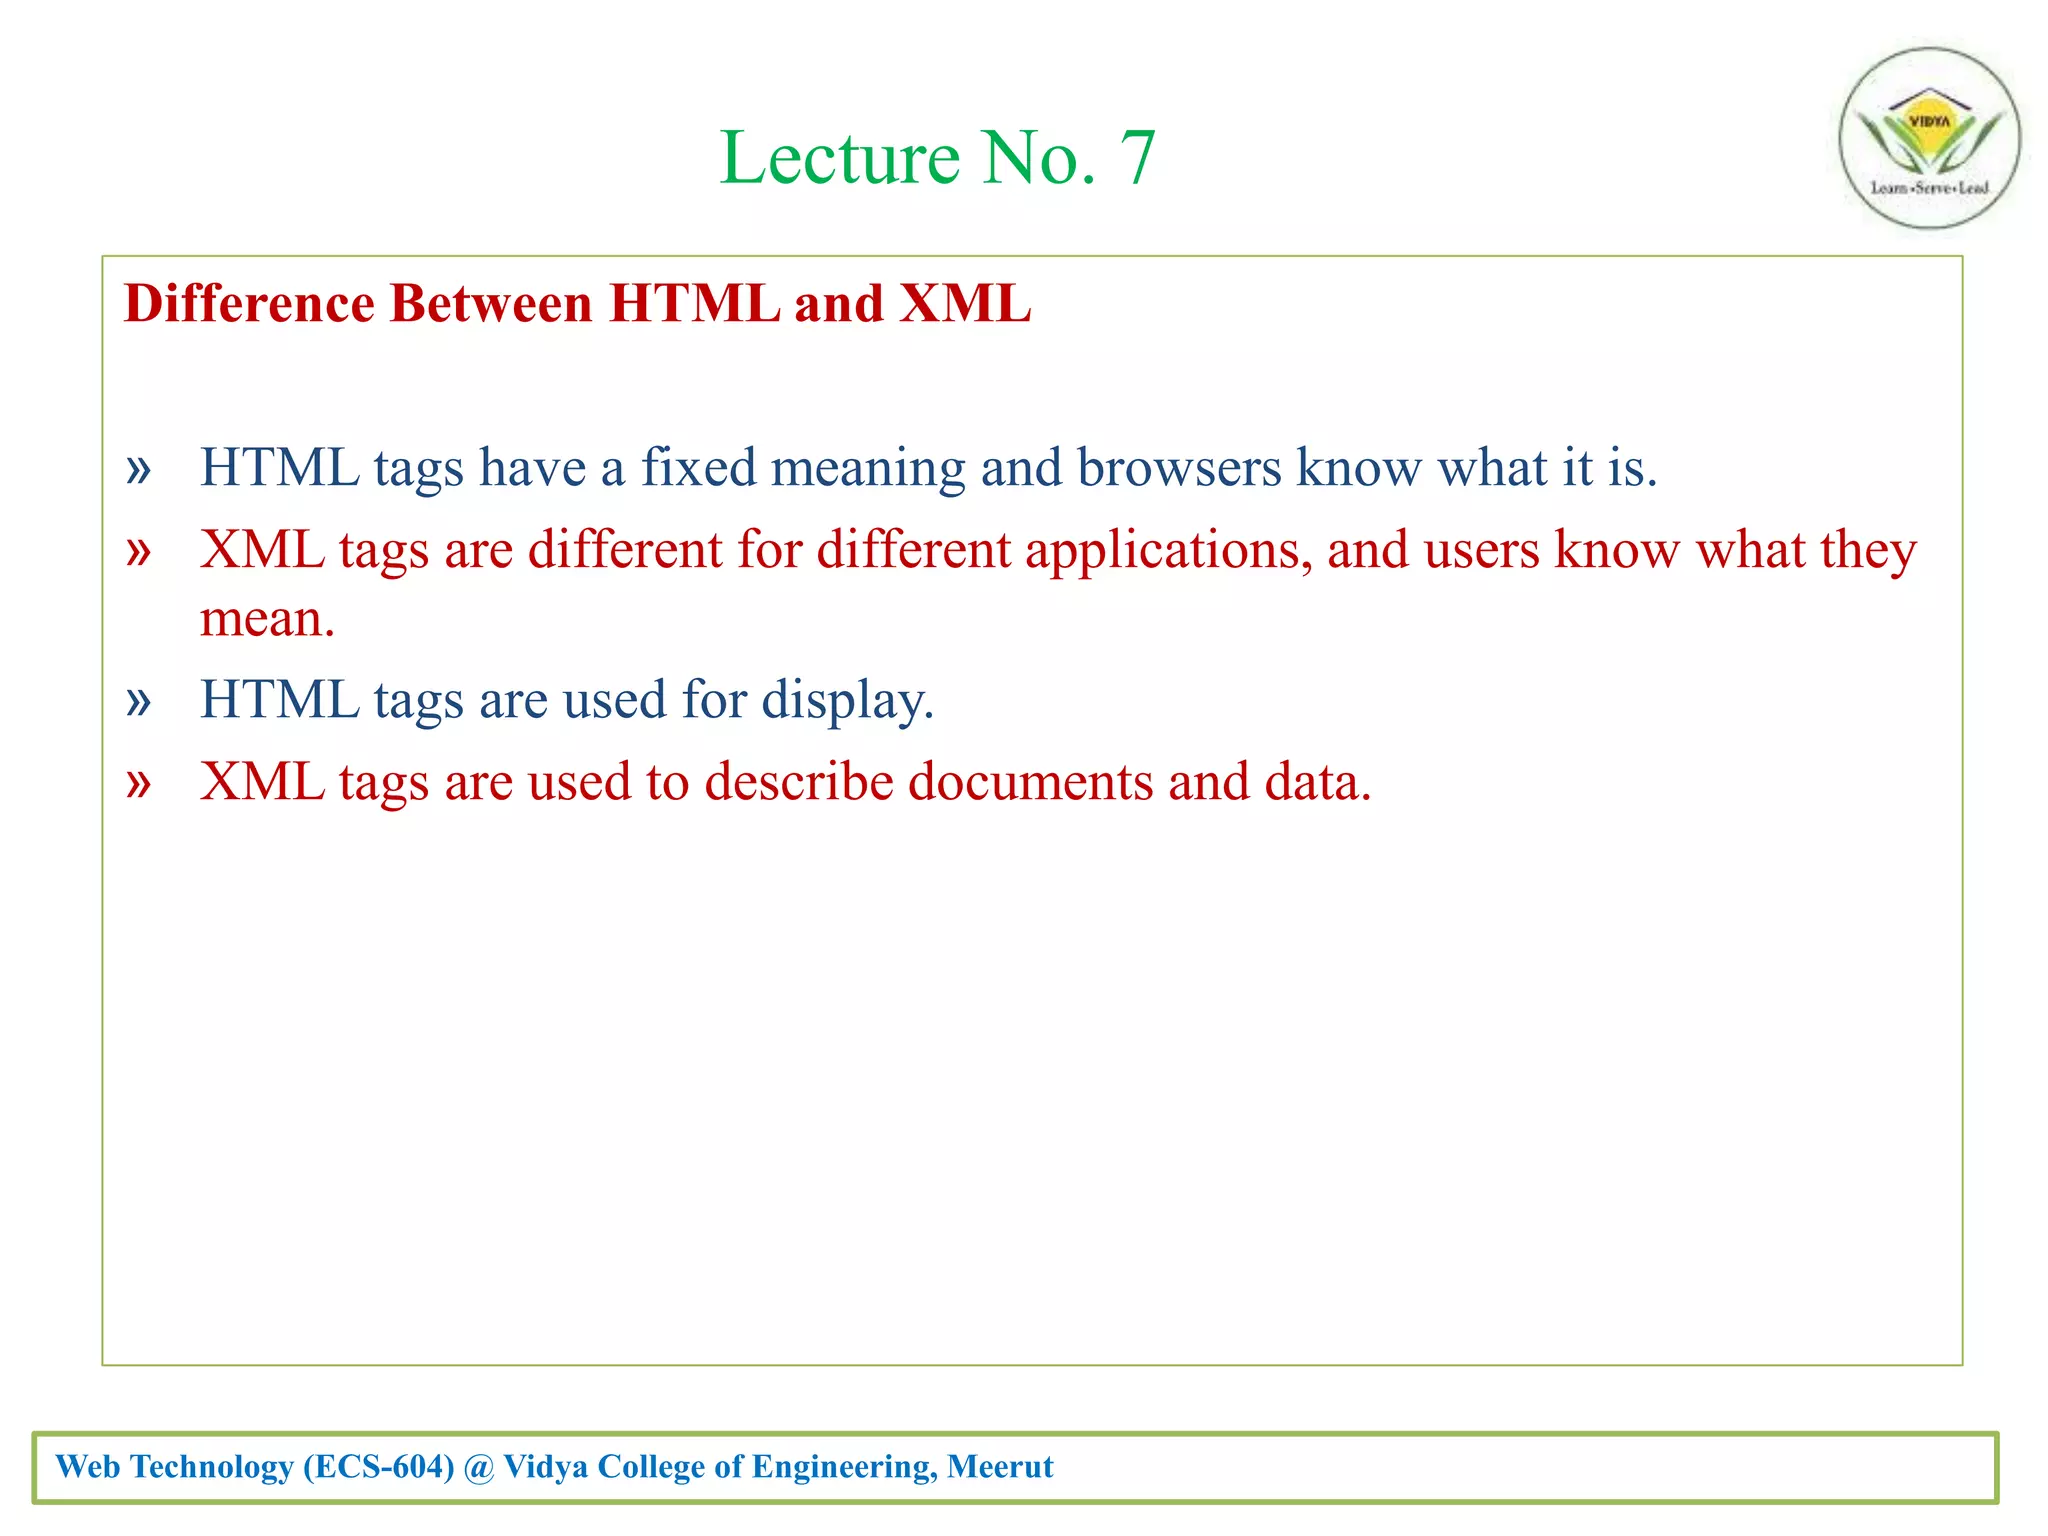 VIDYA
Learn•Serve•Lead
Lecture No. 7
Difference Between HTML and XML
» HTML tags have a fixed meaning and browsers know what it is.
» XML tags are different for different applications, and users know what they
mean.
» HTML tags are used for display.
» XML tags are used to describe documents and data.
Web Technology (ECS-604) @ Vidya College of Engineering, Meerut